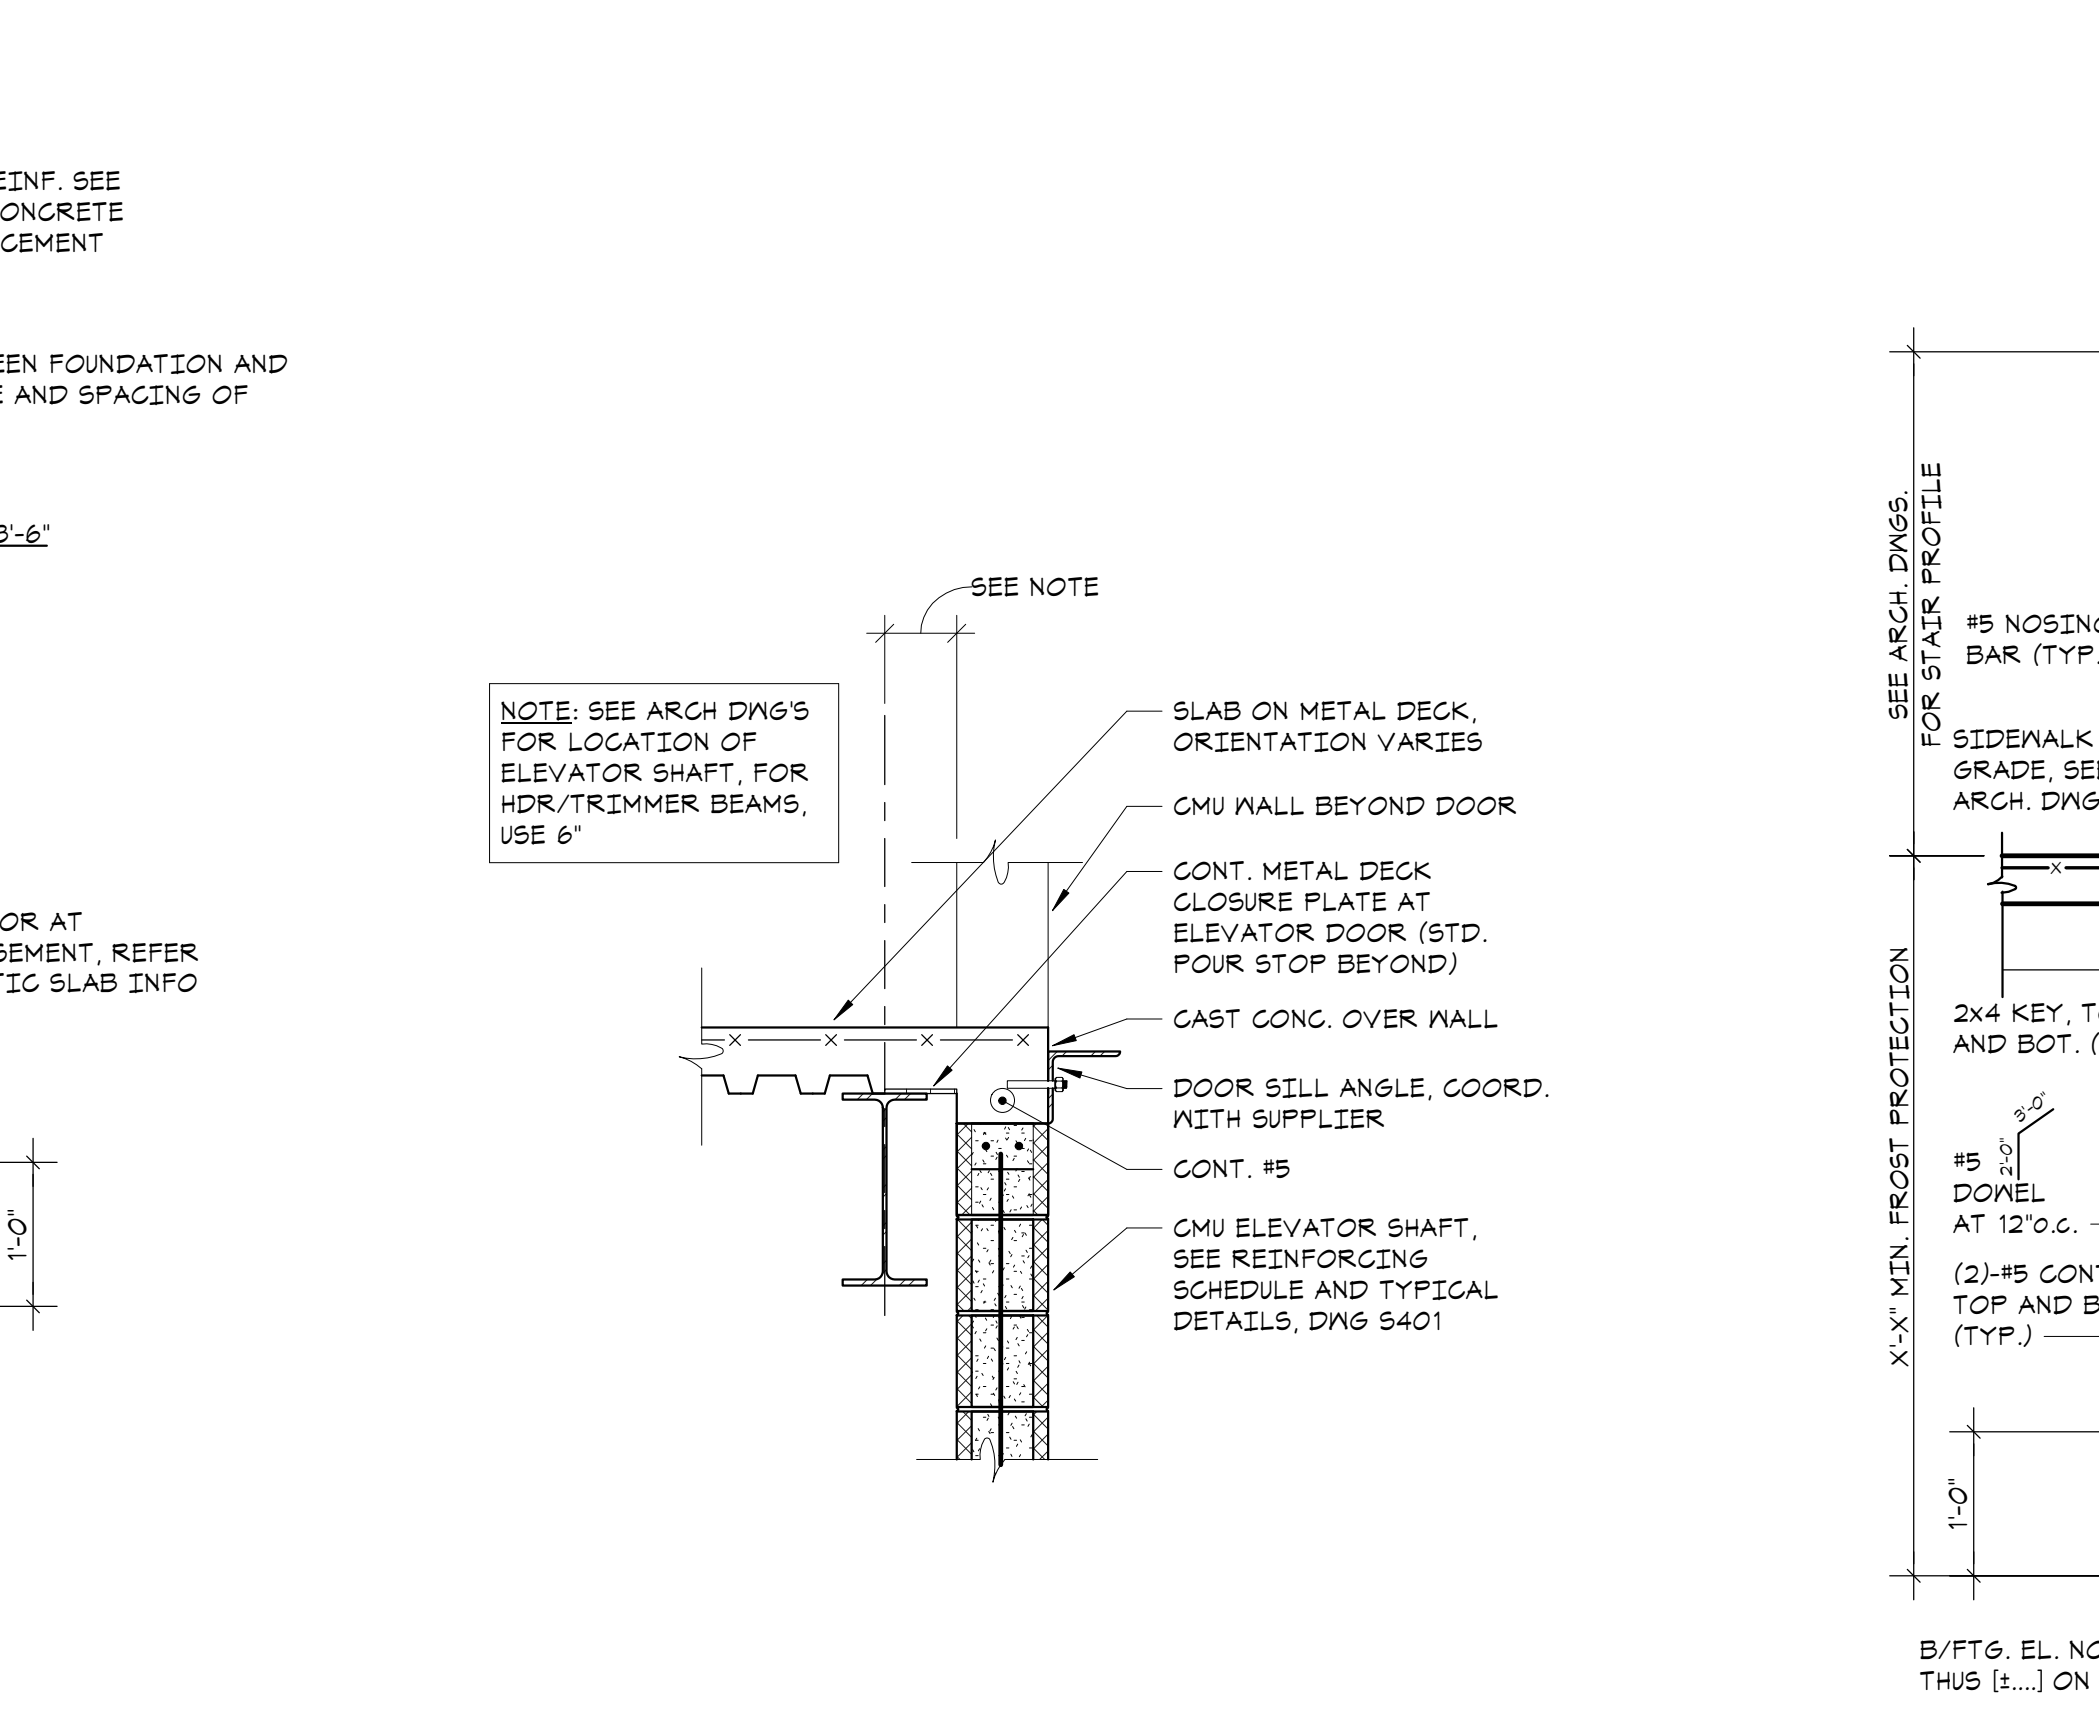 SEE
ONCRETE
CEMENT
FOUNDATION AND
AND SPACING OF
3'-6"
OR AT
SEMENT, REFER
TIC SLAB INFO
1'-0"
SEE NOTE
NOTE: SEE ARCH DWG'S
FOR LOCATION OF
ELEVATOR SHAFT, FOR
HDR/TRIMMER BEAMS,
USE 6"
SLAB ON METAL DECK,
ORIENTATION VARIES
CMU WALL BEYOND DOOR
CONT. METAL DECK
CLOSURE PLATE AT
ELEVATOR DOOR (STD.
POUR STOP BEYOND)
CAST CONC. OVER WALL
DOOR SILL ANGLE, COORD.
WITH SUPPLIER
CONT. #5
CMU ELEVATOR SHAFT,
SEE REINFORCING
SCHEDULE AND TYPICAL
DETAILS, DWG S401
SEE ARCH. DWGS.
FOR STAIR PROFILE
#5 NOSING
BAR (TYP.
SIDEWALK
GRADE, SEE
ARCH. DWG
X'-X" MIN. FROST PROTECTION
2x4 KEY, TO
AND BOT. (
3'-0"
2'-0"
#5
DOWEL
AT 12"o.c.
(2)-#5 CONT
TOP AND B
(TYP.)
1'-0"
B/FTG. EL. NO
THUS [±....] ON